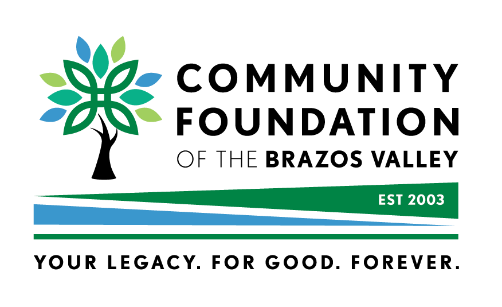 COMMUNITY
FOUNDATION
OF THE BRAZOS VALLEY
EST 2003
YOUR LEGACY. FOR GOOD. FOREVER.